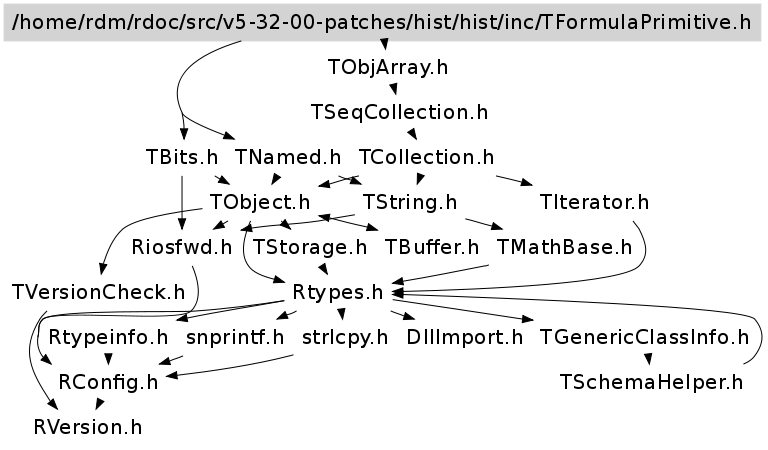 /home/rdm/rdoc/src/v5-32-00-patches/hist/hist/inc/TFormulaPrimitive.h
TObjArray.h
TSeqCollection.h
TBits.h TNamed.h TCollection.h
TObject.h TString.h TIterator.h
Riosfwd.h TStorage.h TBuffer.h TMathBase.h
TVersionCheck.h Rtypes.h
Rtypeinfo.h snprintf.h strlcpy.h DllImport.h TGenericClassInfo.h
RConfig.h TSchemaHelper.h
RVersion.h